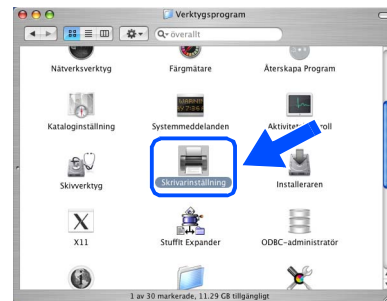 Verktygsprogram
överallt
Nätverksverktyg
Färgmätare
Återskapa Program
Kataloginställning
Systemmeddelanden
Skivverktyg
Skrivarinställning
Installeraren
X11
StuffIt Expander
ODBC-administratör
1 av 30 markerade, 11.29 GB tillgängligt